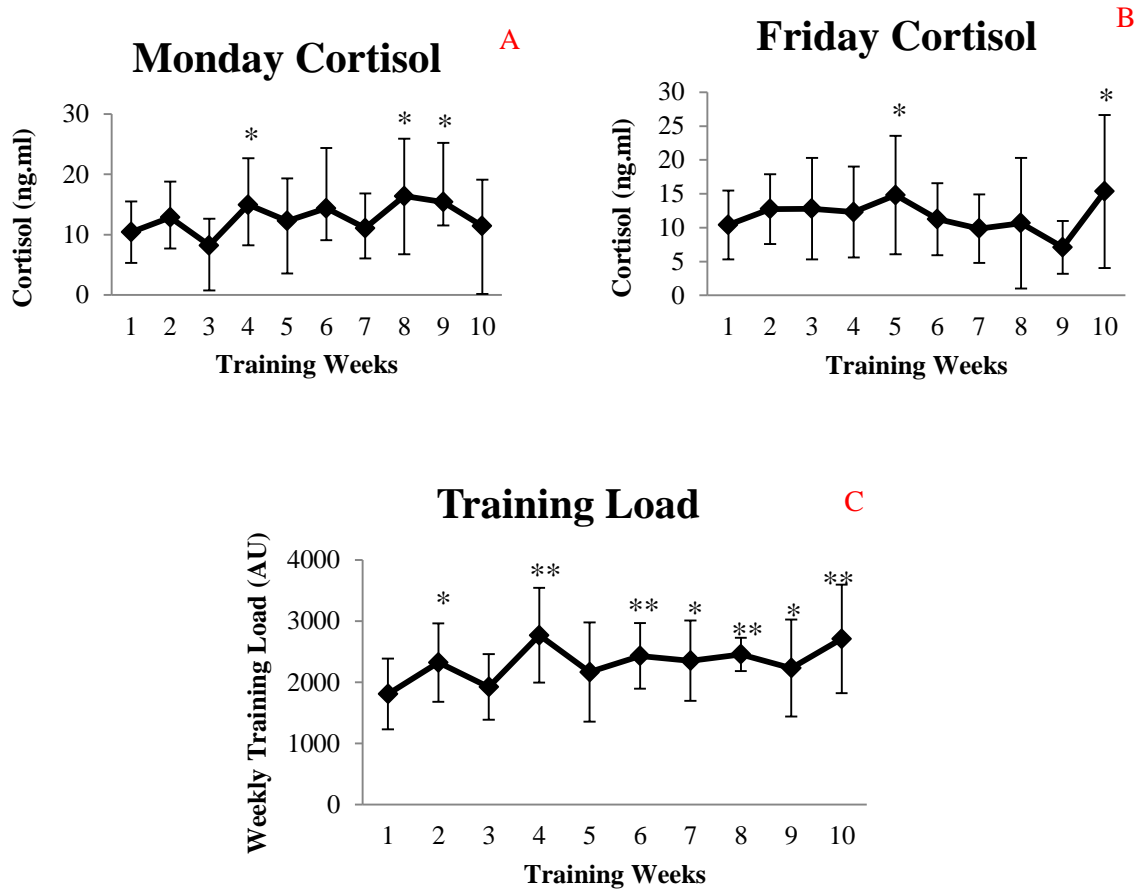 Monday Cortisol
A
Cortisol (ng.ml)
30
20
10
0
*
*
*
1 2 3 4 5 6 7 8 9 10
Training Weeks
Friday Cortisol
B
Cortisol (ng.ml)
30
25
20
15
10
5
0
*
*
1 2 3 4 5 6 7 8 9 10
Training Weeks
Training Load
C
Weekly Training Load (AU)
4000
3000
2000
1000
0
*
**
**
*
**
*
**
1 2 3 4 5 6 7 8 9 10
Training Weeks